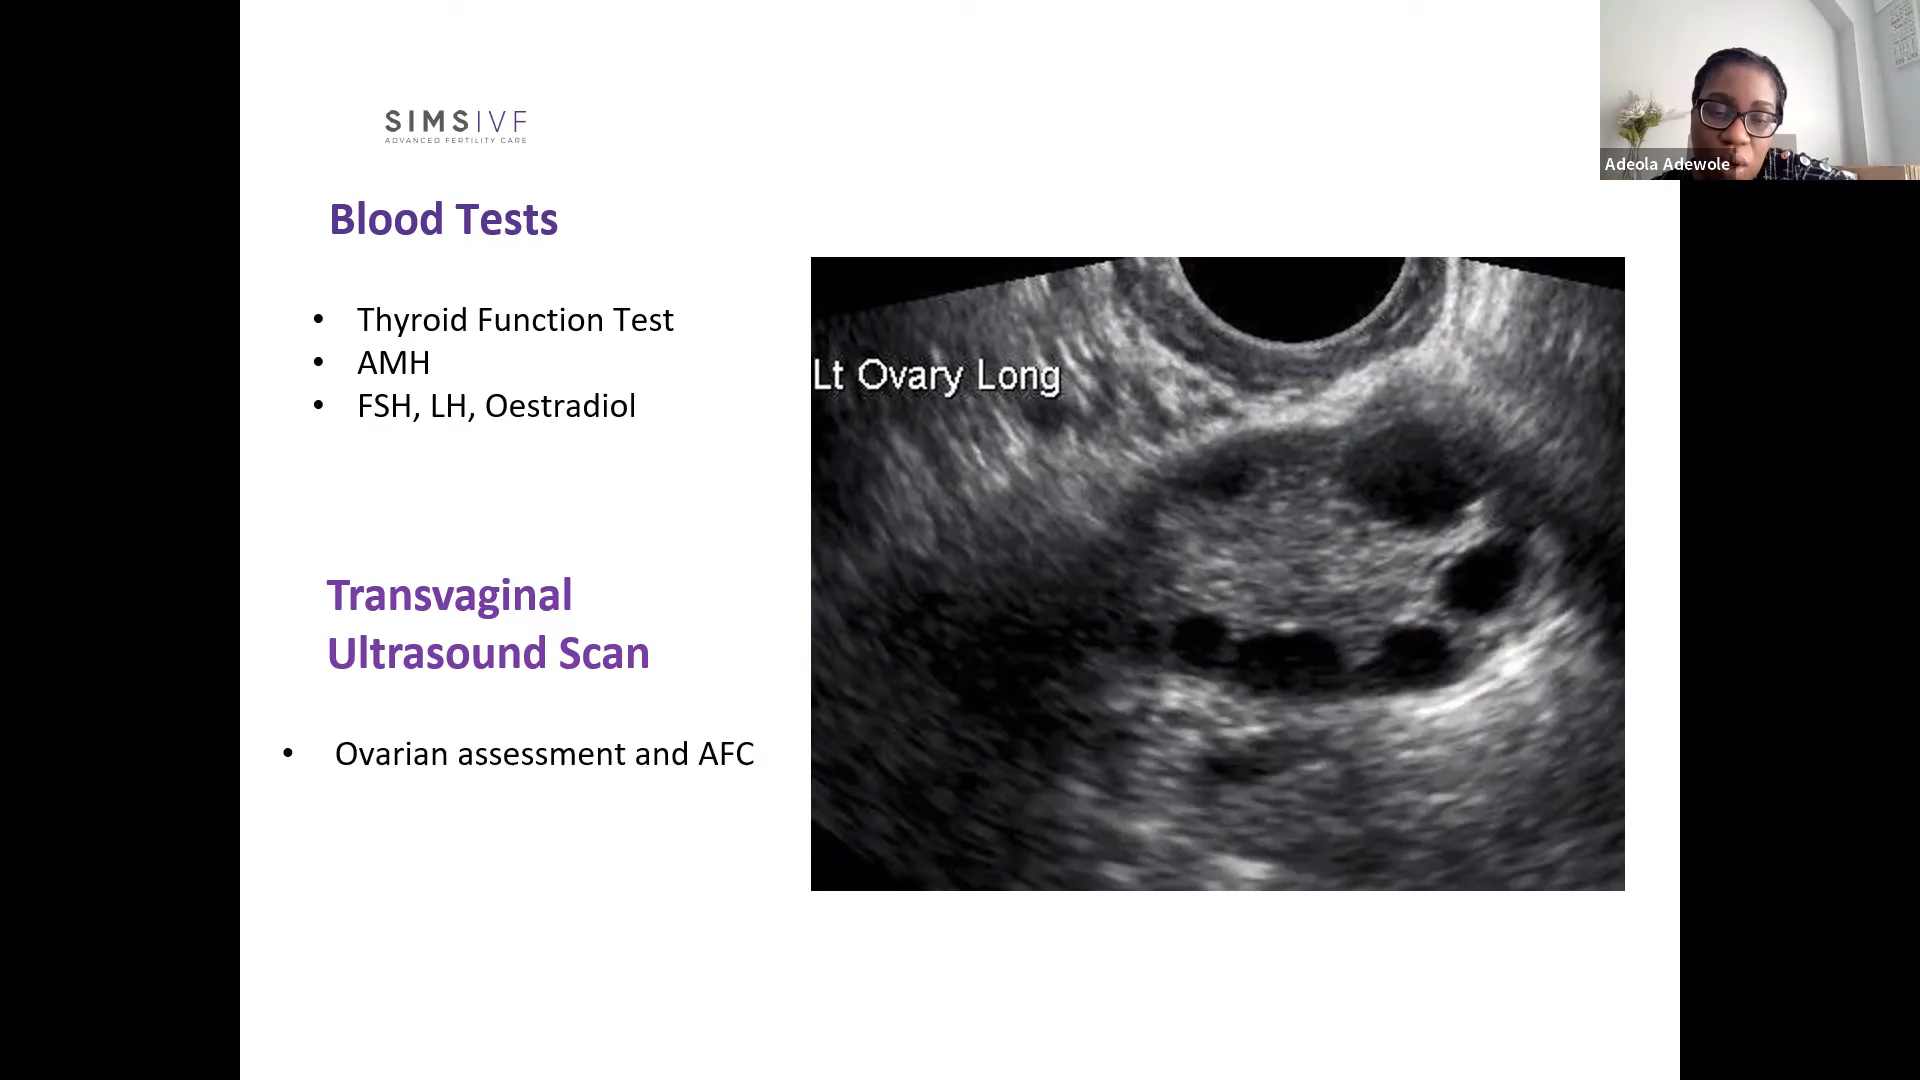 SIMSIVF
ADVANCED FERTILITY CARE
Adeola Adewole
Blood Tests
• Thyroid Function Test
• AMH
• FSH, LH, Oestradiol
Lt Ovary Long
Transvaginal
Ultrasound Scan
• Ovarian assessment and AFC